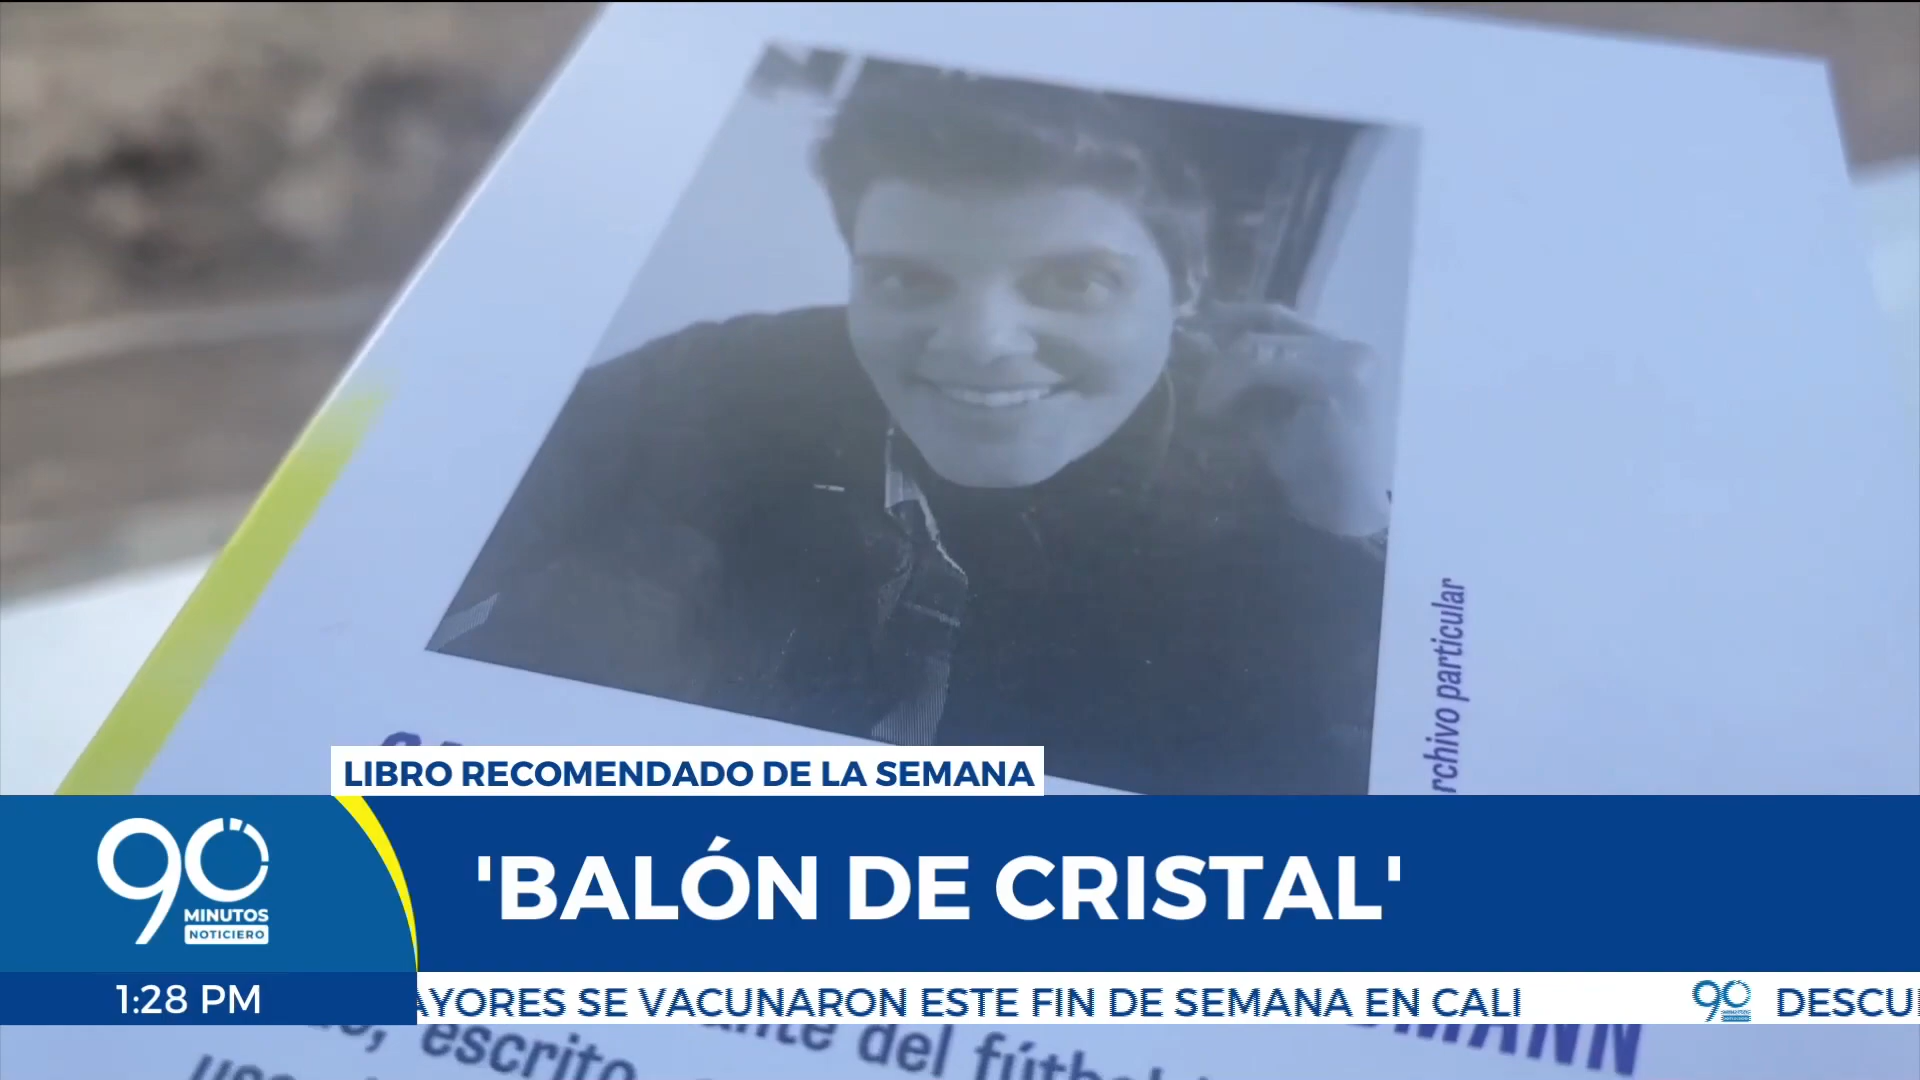 archivo particular
LIBRO RECOMENDADO DE LA SEMANA
'BALÓN DE CRISTAL'
90
MINUTOS
NOTICIERO
1:28 PM
AYORES SE VACUNARON ESTE FIN DE SEMANA EN CALI
90
DESCU
escrito
del